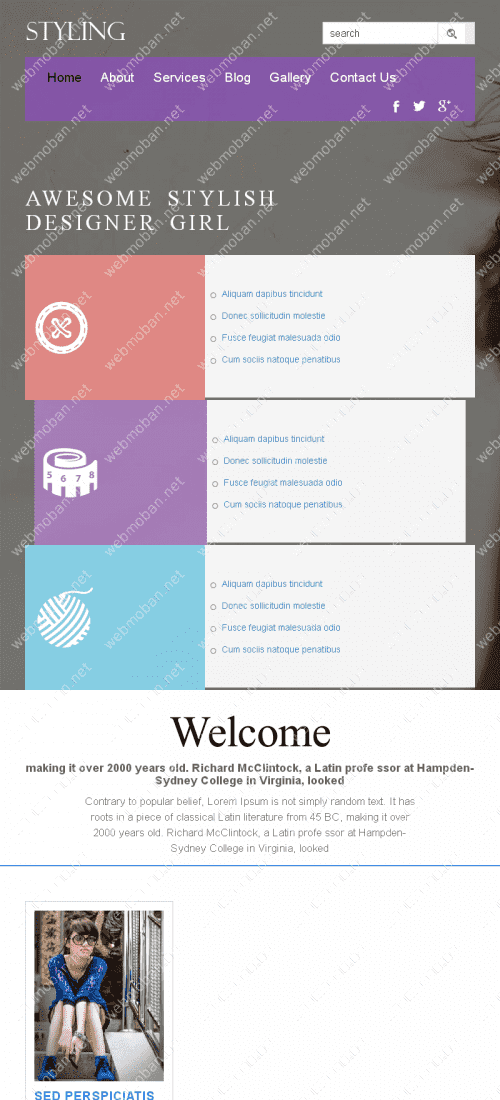 STYLING
search
Home About Services Blog Gallery Contact Us
AWESOME STYLISH
DESIGNER GIRL
Aliquam dapibus tincidunt
Donec sollicitudin molestie
Fusce feugiat malesuada odio
Cum sociis natoque penatibus
5 6 7 8
Aliquam dapibus tincidunt
Donec sollicitudin molestie
Fusce feugiat malesuada odio
Cum sociis natoque penatibus
Aliquam dapibus tincidunt
Donec sollicitudin molestie
Fusce feugiat malesuada odio
Cum sociis natoque penatibus
Welcome
making it over 2000 years old. Richard McClintock, a Latin profe ssor at Hampden-
Sydney College in Virginia, looked
Contrary to popular belief, Lorem Ipsum is not simply random text. It has
roots in a piece of classical Latin literature from 45 BC, making it over
2000 years old. Richard McClintock, a Latin profe ssor at Hampden-
Sydney College in Virginia, looked
SED PERSPICIATIS
webmoban.net